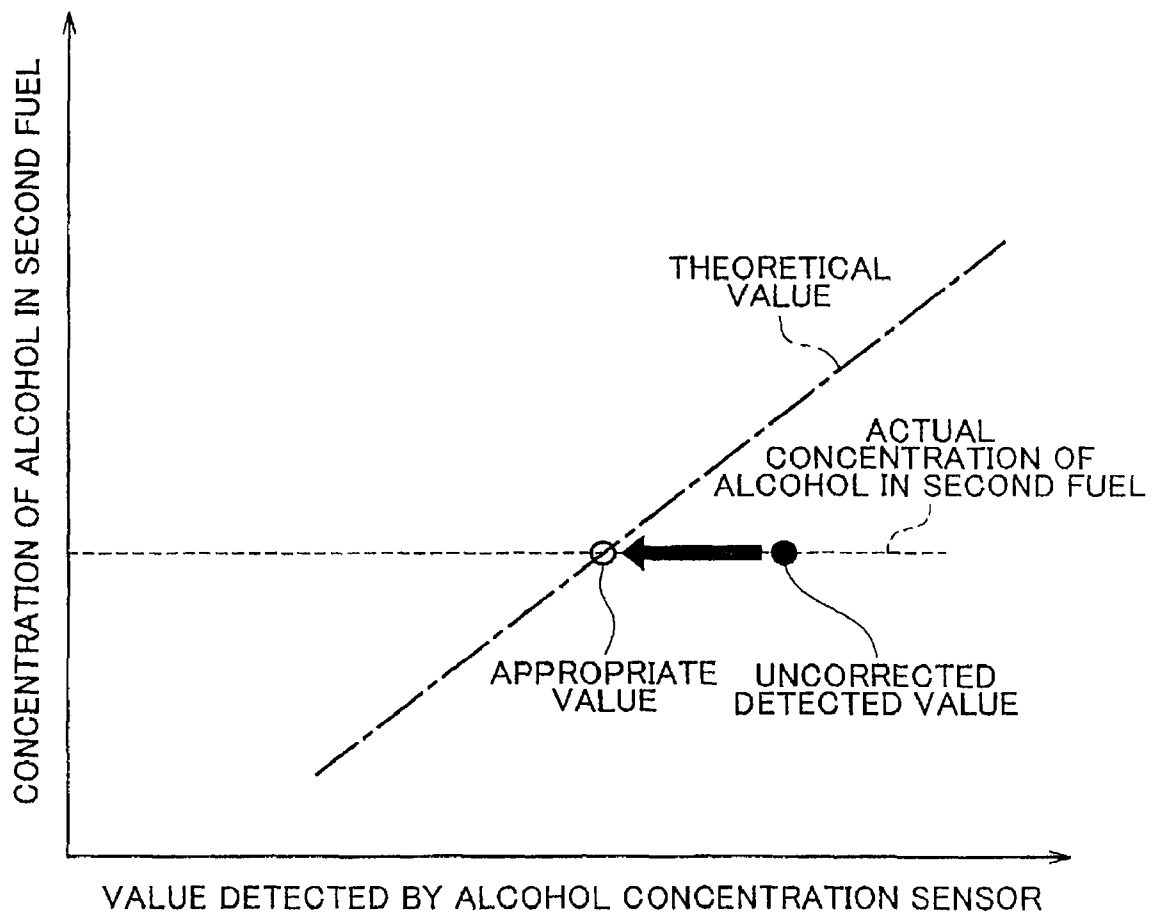 CONCENTRATION OF ALCOHOL IN SECOND FUEL
THEORETICAL
VALUE
ACTUAL
CONCENTRATION OF
ALCOHOL IN SECOND FUEL
APPROPRIATE
VALUE
UNCORRECTED
DETECTED VALUE
VALUE DETECTED BY ALCOHOL CONCENTRATION SENSOR